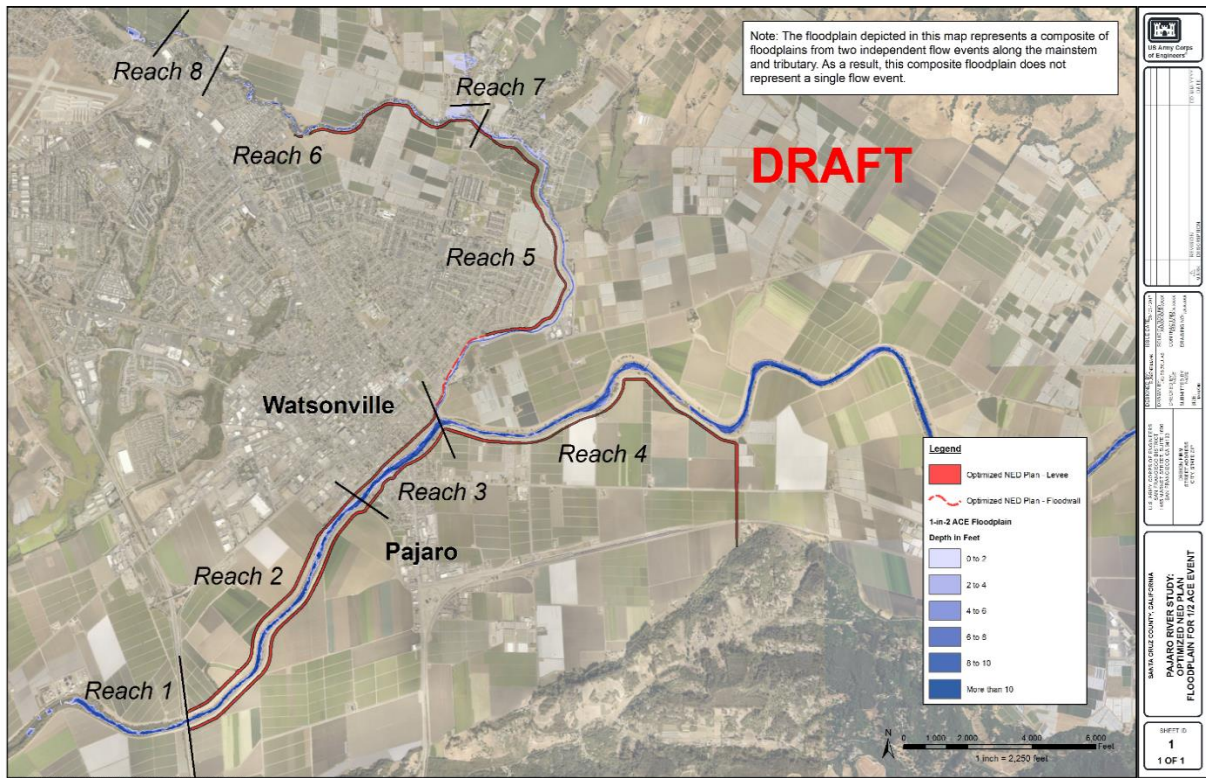 Note: The floodplain depicted in this map represents a composite of
floodplains from two independent flow events along the mainstem
and tributary. As a result, this composite floodplain does not
represent a single flow event.
DRAFT
Reach 8
Reach 7
Reach 6
Reach 5
Watsonville
Reach 4
Reach 3
Pajaro
Reach 2
Reach 1
Legend
Optimized NED Plan - Levee
Optimized NED Plan - Floodwall
1-in-2 ACE Floodplain
Depth in Feet
0 to 2
2 to 4
4 to 6
6 to 8
8 to 10
More than 10
N
0 1,000 2,000 4,000 6,000
Feet
1 inch = 2,250 feet
US Army Corps
of Engineers
SANTA CRUZ COUNTY, CALIFORNIA
PAJARO RIVER STUDY:
OPTIMIZED NED PLAN
FLOODPLAIN FOR 1/2 ACE EVENT
SHEET ID
1
1 OF 1